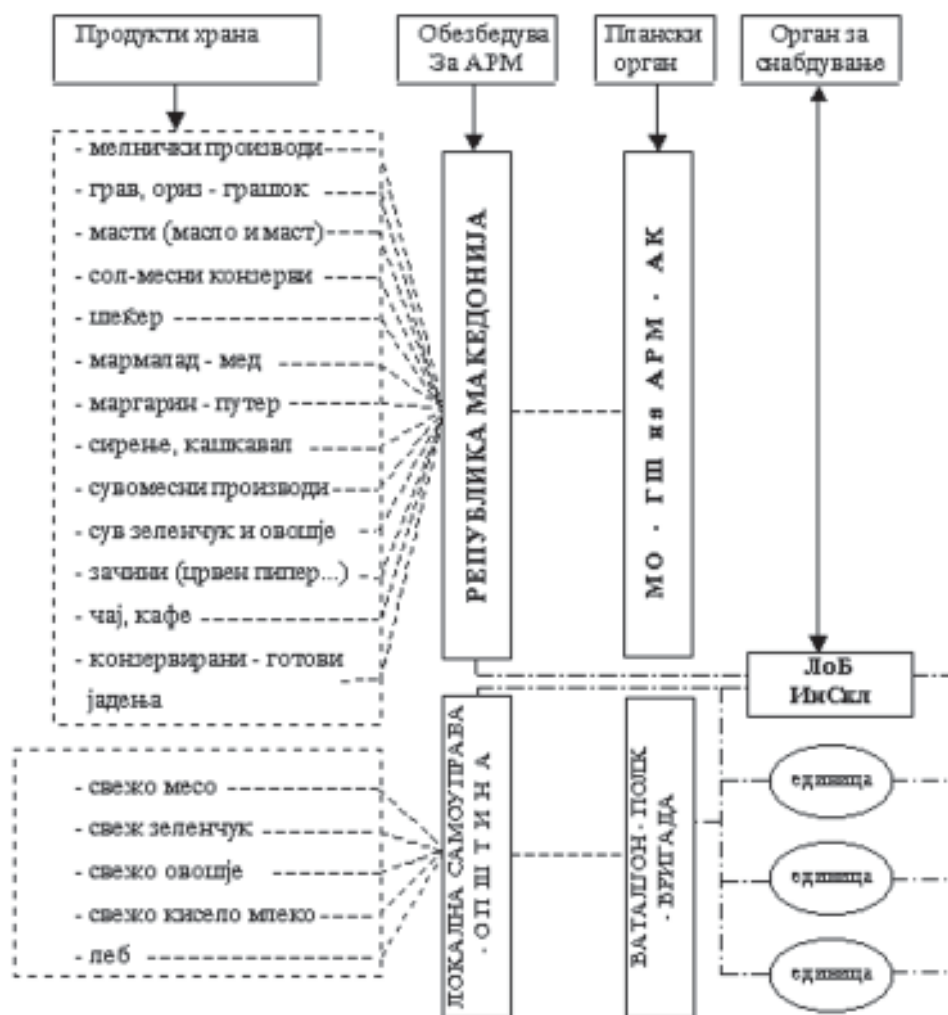 Продукти храна
Обезбедува
За АРМ
Плански
орган
Орган за
снабдување
- мелнички производи
- грав, ориз - грашок
- масти (масло и маст)
- сол-месни конзерви
- шеќер
- мармалад - мед
- маргарин - путер
- сирење, кашкавал
- сувомесни производи
- сув зеленчук и овошје
- зачини (црвен пипер...)
- чај, кафе
- конзервирани - готови
јадења
РЕПУБЛИКА МАКЕДОНИЈА
МО - ГШ на АРМ - АК
ЛоБ
ИнСкл
- свежо месо
- свеж зеленчук
- свежо овошје
- свежо кисело млеко
- леб
ЛОКАЛНА САМОУПРАВА
- ОПШТИНА
БАТАЛЈОН - ПОЛК
- БРИГАДА
единица
единица
единица